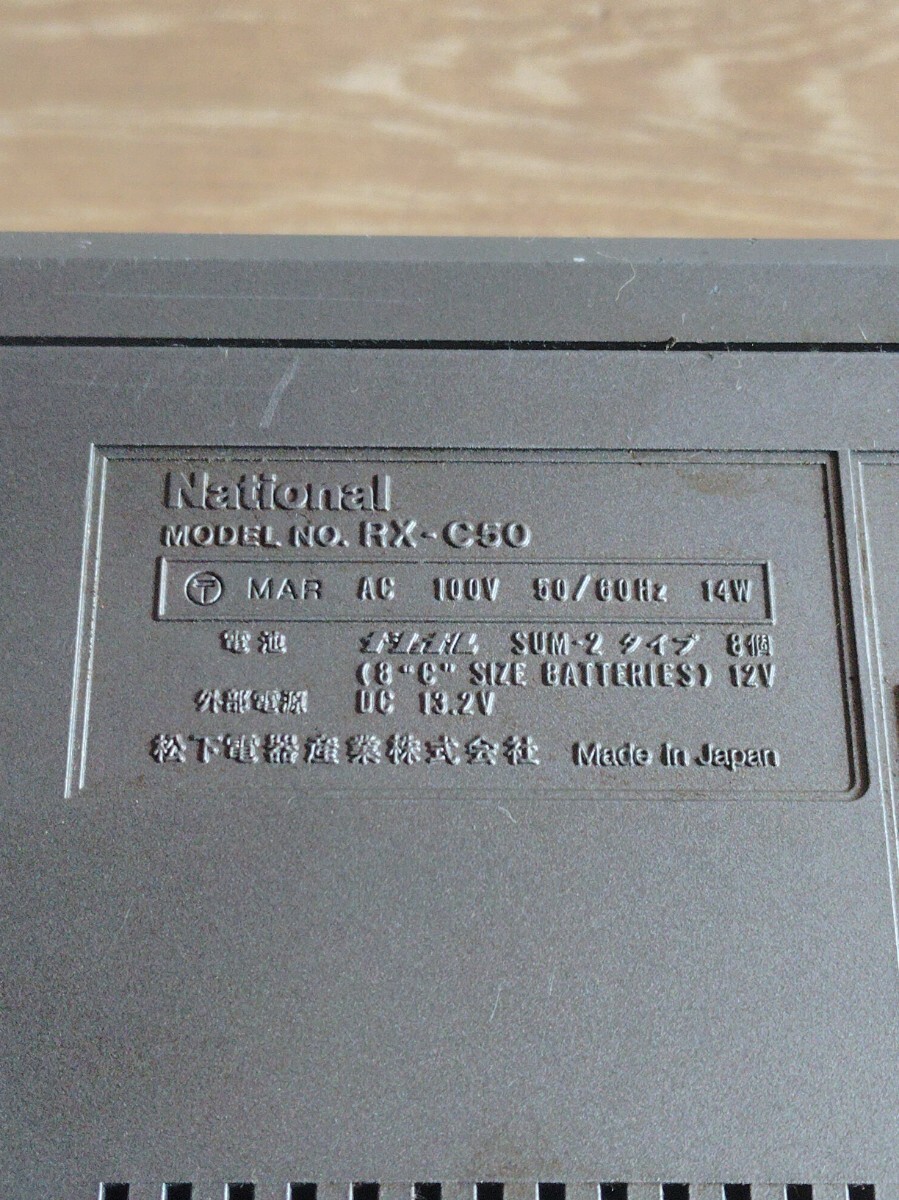 National
MODEL NO. RX-C50
〒 MAR AC 100V 50/60Hz 14W
電池 SUM-2 タイプ 8個
(8 "C" SIZE BATTERIES) 12V
外部電源 DC 13.2V
松下電器産業株式会社 Made In Japan